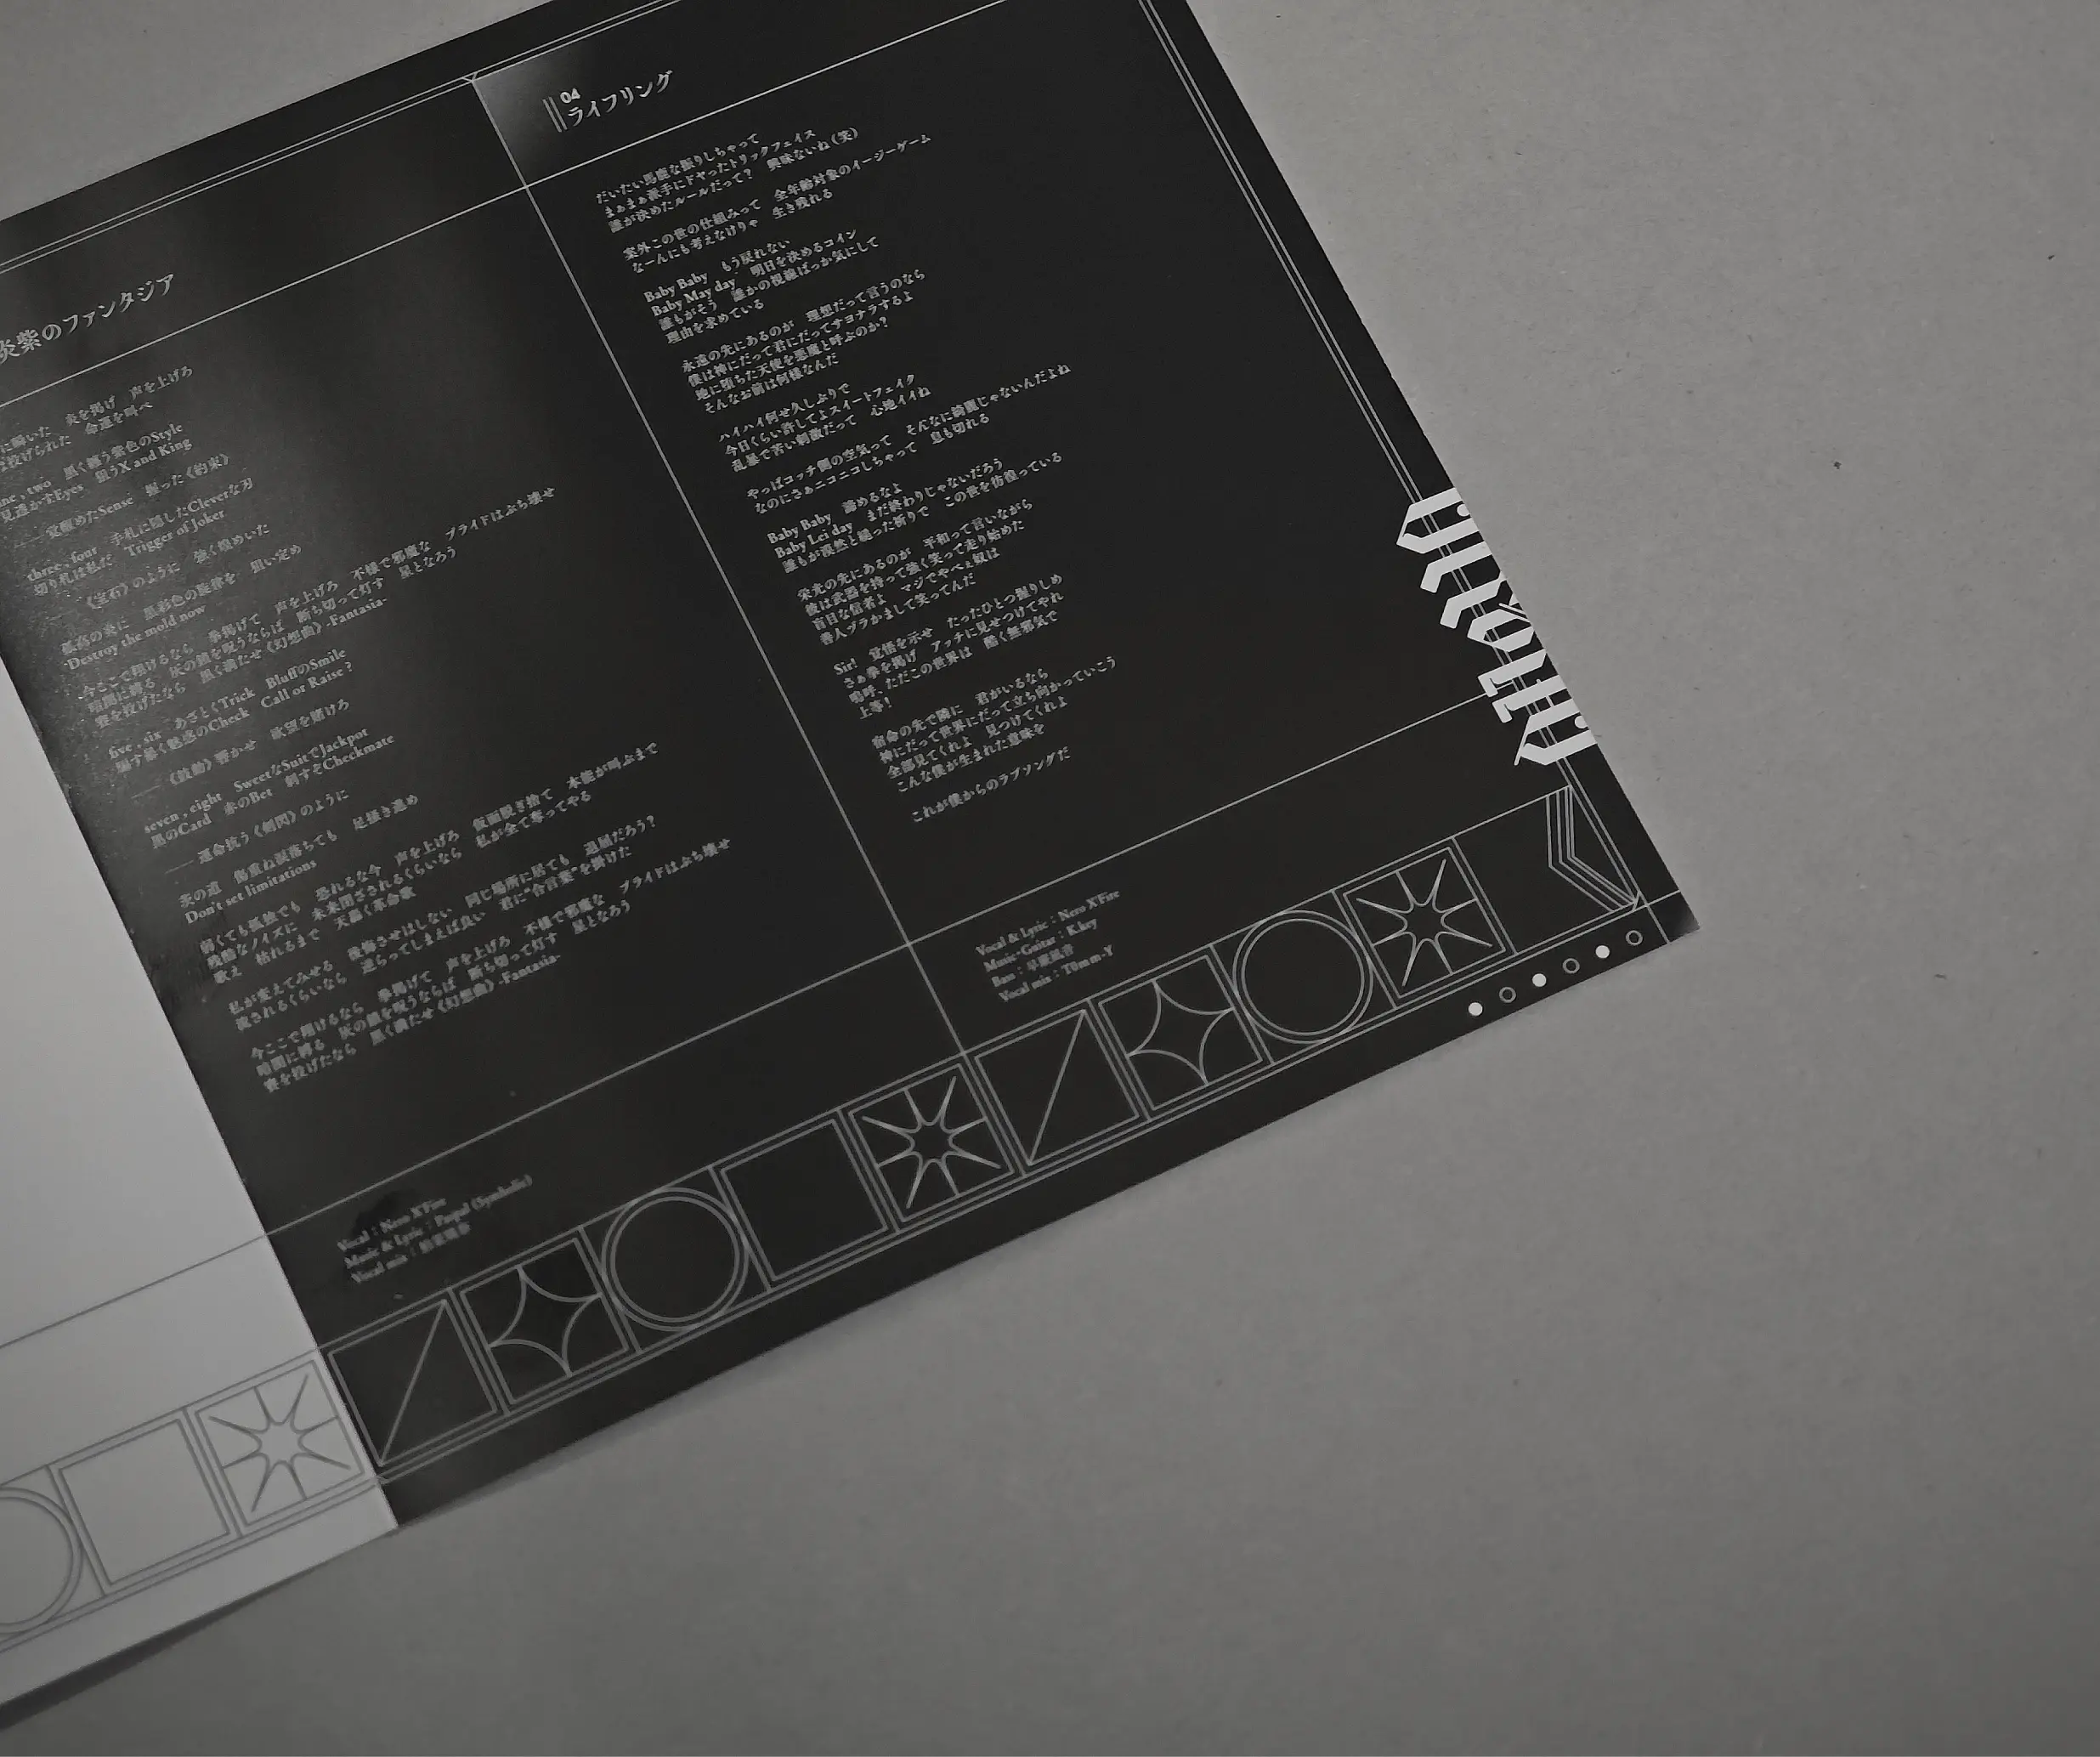 炎紫のファンタジア
に瞬いた　炎を掲げ　声を上げろ
投げられた　命運を叫べ
one , two　黒く纏う紫色のStyle
見透かすEyes　狙うX and King
――覚醒めたSense　握った《約束》
three , four　手札に隠したCleverな刃
切り札は私だ　Trigger of Joker
――《宝石》のように　強く煌めいた
孤高の炎に　黒彩色の旋律を　狙い定め
-Destroy the mold now
今ここで翔けるなら　拳掲げて　声を上げろ　不様で邪魔な　プライドはぶち壊せ
暗闇に縛る　灰の鎖を呪うならば　断ち切って灯す　星となろう
賽を投げたなら　黒く満たせ《幻想曲》-Fantasia-
five , six　あざとくTrick　BluffのSmile
騙す暴く魅惑のCheck　Call or Raise ?
――《鼓動》響かせ　欲望を賭けろ
seven , eight　SweetなSuitでJackpot
黒のCard　赤のBet　刺すぞCheckmate
――運命抗う《剣閃》のように
茨の道　傷重ね涙落ちても　足掻き進め
Don't set limitations
弱くても孤独でも　恐れるな今　声を上げろ　仮面脱ぎ捨て　本能が叫ぶまで
残酷なノイズに　未来閉ざされるくらいなら　私が全て奪ってやる
歌え　枯れるまで　天轟く革命歌
私が変えてみせる　後悔させはしない　同じ場所に居ても　退屈だろう？
流されるくらいなら　逆らってしまえば良い　君に“合言葉”を掛けた
今ここで翔けるなら　拳掲げて　声を上げろ　不様で邪魔な　プライドはぶち壊せ
暗闇に縛る　灰の鎖を呪うならば　断ち切って灯す　星となろう
賽を投げたなら　黒く満たせ《幻想曲》-Fantasia-
Vocal : Nero X'Fire
Music & Lyric : Paqul (Symholic)
Vocal mix :
04
ライフリング
だいたい馬鹿な振りしちゃって
まぁまぁ派手にドヤったトリックフェイス
誰が決めたルールだって？　興味ないね（笑）
案外この世の仕組みって　全年齢対象のイージーゲーム
なーんにも考えなけりゃ　生き残れる
Baby Baby　もう戻れない
Baby May day　明日を決めるコイン
誰もがそう　誰かの視線ばっか気にして
理由を求めている
永遠の先にあるのが　理想だって言うのなら
僕は神にだって君にだってサヨナラするよ
地に堕ちた天使を悪魔と呼ぶのか？
そんなお前は何様なんだ
ハイハイ何せ久しぶりで
今日くらい許してよスイートフェイク
乱暴で苦い刺激だって　心地イイね
やっぱコッチ側の空気って　そんなに綺麗じゃないんだよね
なのにさぁニコニコしちゃって　息も切れる
Baby Baby　諦めるなよ
Baby Lei day　まだ終わりじゃないだろう
誰もが漠然と縋った祈りで　この世を彷徨っている
栄光の先にあるのが　平和って言いながら
彼は武器を持って強く笑って走り始めた
盲目な信者よ　マジでやべぇ奴は
善人ヅラかまして笑ってんだ
Sir!　覚悟を示せ　たったひとつ握りしめ
さぁ拳を掲げ　アッチに見せつけてやれ
嗚呼、ただこの世界は　酷く無邪気で
上等！
宿命の先で隣に　君がいるなら
神にだって世界にだって立ち向かっていこう
全部見てくれよ　見つけてくれよ
こんな僕が生まれた意味を
これが僕からのラブソングだ
Vocal & Lyric : Nero X'Fire
Music•Guitar : K.key
Bass : 早葉風音
Vocal mix : T0mm-Y